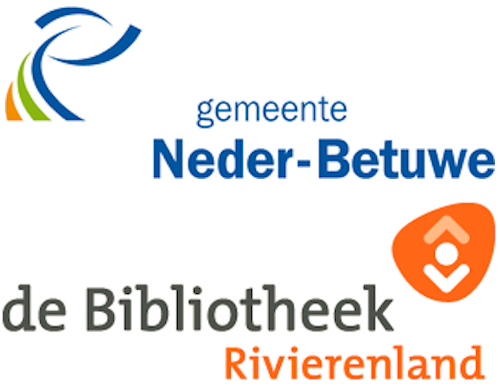 gemeente
Neder-Betuwe
de Bibliotheek
Rivierenland